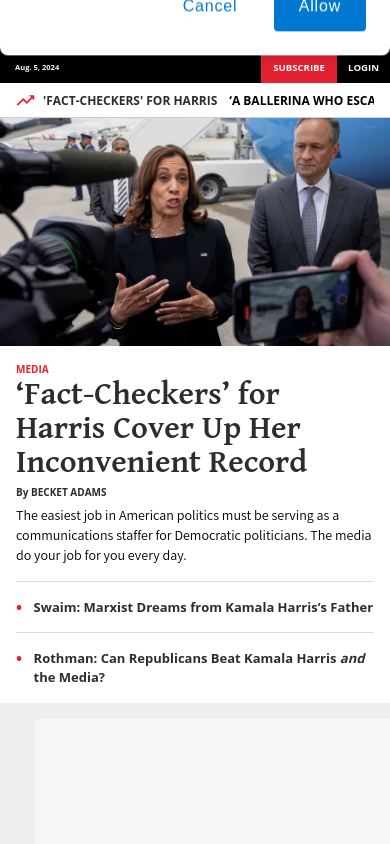 Cancel Allow
Aug. 5, 2024 SUBSCRIBE LOGIN
'FACT-CHECKERS' FOR HARRIS ‘A BALLERINA WHO ESCA
MEDIA
‘Fact-Checkers’ for
Harris Cover Up Her
Inconvenient Record
By BECKET ADAMS
The easiest job in American politics must be serving as a
communications staffer for Democratic politicians. The media
do your job for you every day.
• Swaim: Marxist Dreams from Kamala Harris’s Father
• Rothman: Can Republicans Beat Kamala Harris and
the Media?